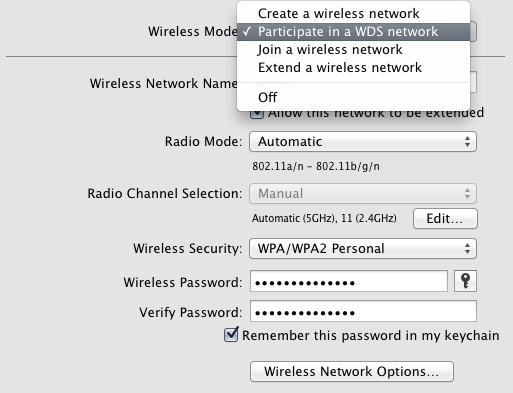 Create a wireless network
Wireless Mode ✓ Participate in a WDS network
Join a wireless network
Extend a wireless network
Off
Wireless Network Name
Allow this network to be extended
Radio Mode: Automatic
802.11a/n – 802.11b/g/n
Radio Channel Selection: Manual
Automatic (5GHz), 11 (2.4GHz) Edit...
Wireless Security: WPA/WPA2 Personal
Wireless Password: ••••••••••••••
Verify Password: ••••••••••••••
Remember this password in my keychain
Wireless Network Options...